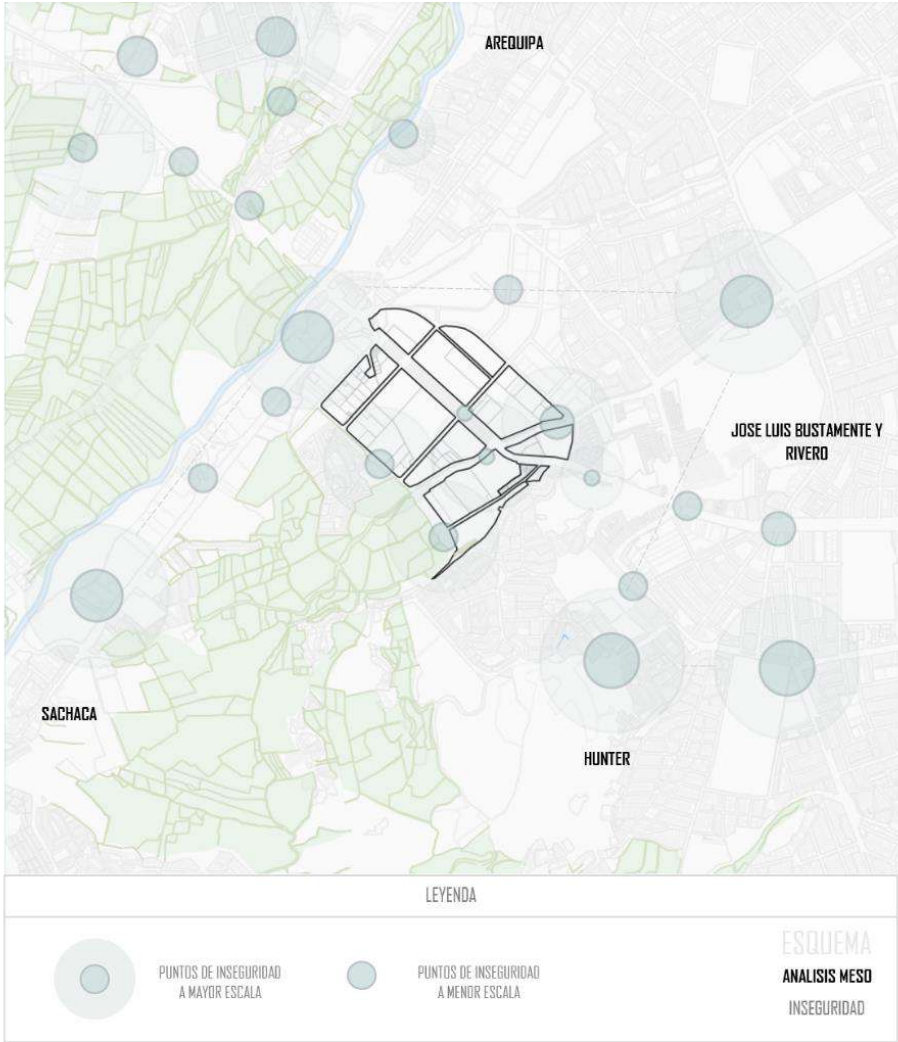 AREQUIPA
JOSE LUIS BUSTAMENTE Y
RIVERO
SACHACA
HUNTER
LEYENDA
PUNTOS DE INSEGURIDAD
A MAYOR ESCALA
PUNTOS DE INSEGURIDAD
A MENOR ESCALA
ESQUEMA
ANALISIS MESO
INSEGURIDAD